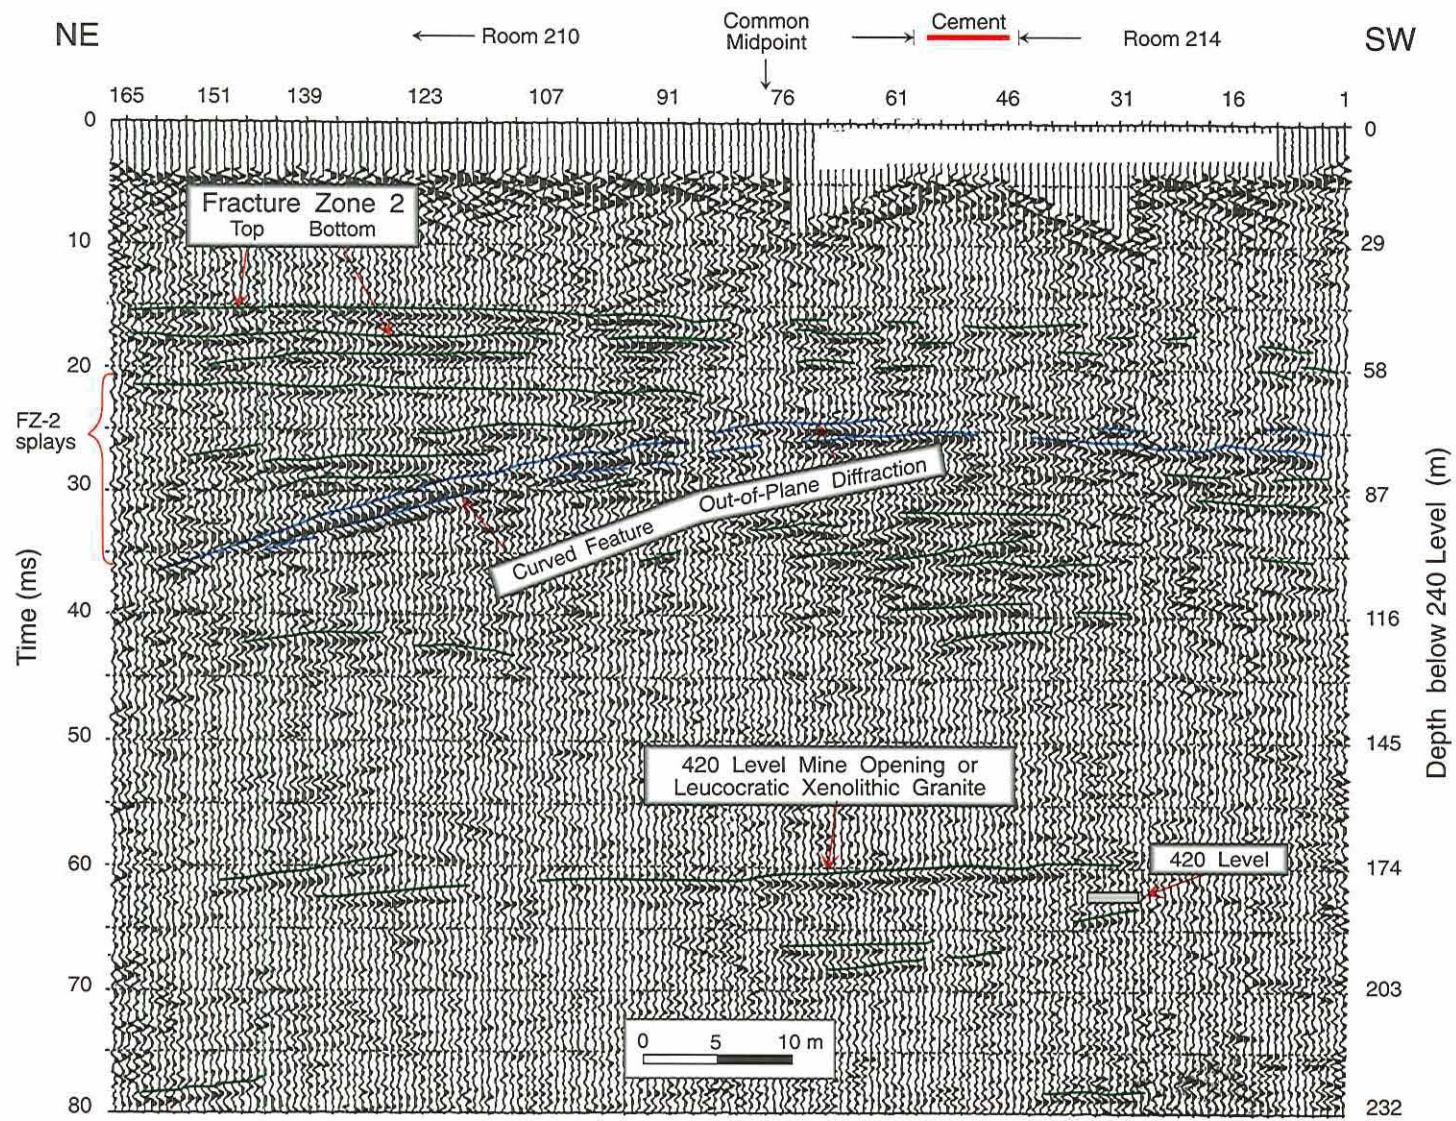 NE
Room 210
Common
Midpoint
Cement
Room 214
SW
165 151 139 123 107 91 76 61 46 31 16 1
0 0
Fracture Zone 2
Top Bottom
10 29
20 58
FZ-2
splays
30 87
Curved Feature Out-of-Plane Diffraction
40 116
Time (ms)
Depth below 240 Level (m)
50 145
420 Level Mine Opening or
Leucocratic Xenolithic Granite
60 174
420 Level
70 203
0 5 10 m
80 232